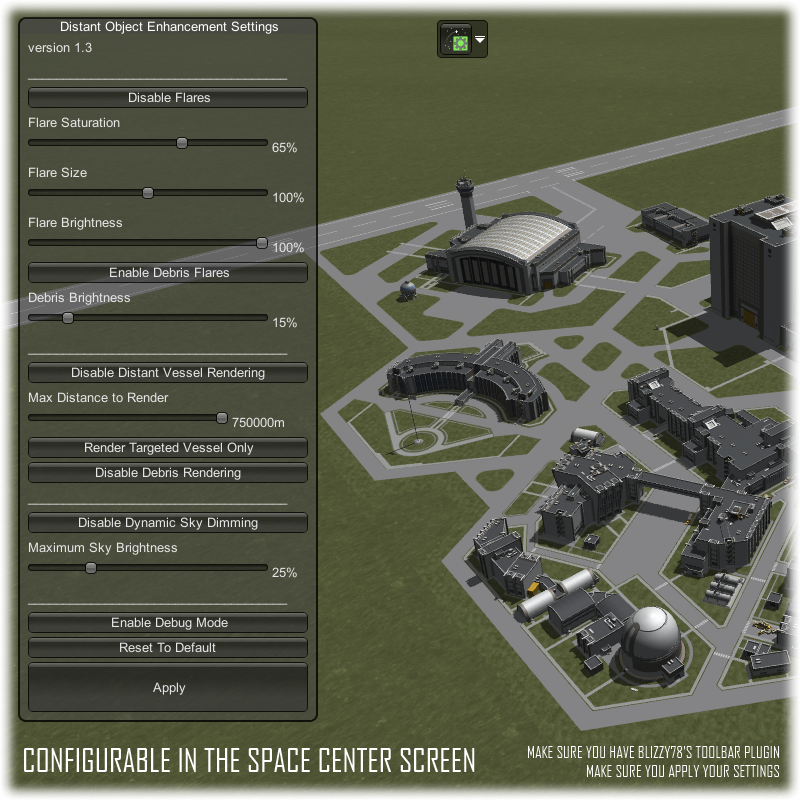 Distant Object Enhancement Settings
version 1.3
Disable Flares
Flare Saturation
65%
Flare Size
100%
Flare Brightness
100%
Enable Debris Flares
Debris Brightness
15%
Disable Distant Vessel Rendering
Max Distance to Render
750000m
Render Targeted Vessel Only
Disable Debris Rendering
Disable Dynamic Sky Dimming
Maximum Sky Brightness
25%
Enable Debug Mode
Reset To Default
Apply
CONFIGURABLE IN THE SPACE CENTER SCREEN
MAKE SURE YOU HAVE BLIZZY78'S TOOLBAR PLUGIN
MAKE SURE YOU APPLY YOUR SETTINGS